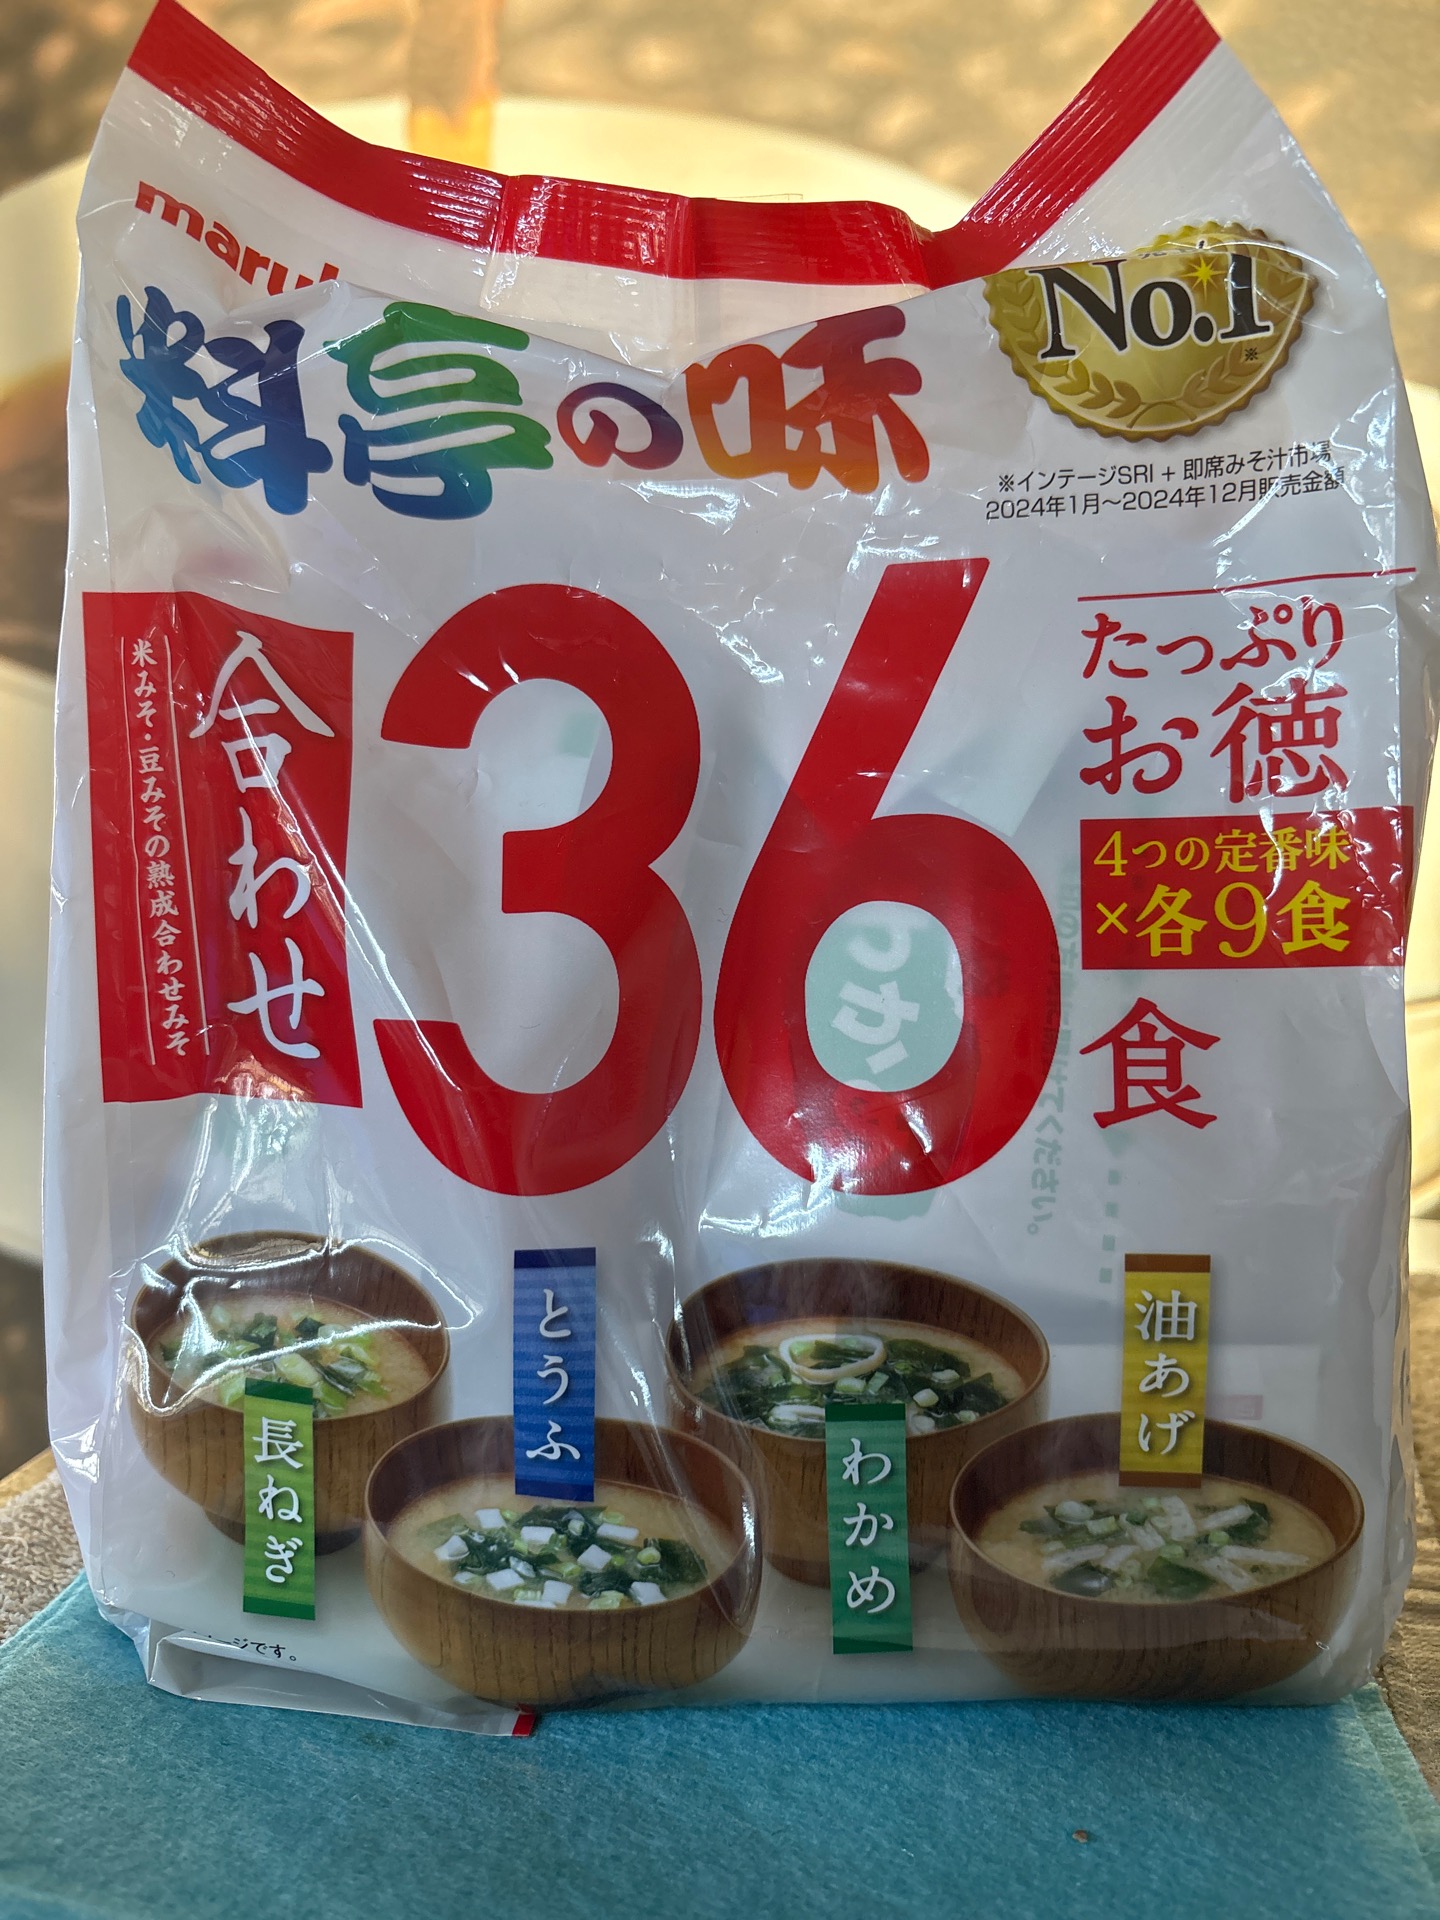 料亭の味
No.1
※
※インテージSRI + 即席みそ汁市場
2024年1月〜2024年12月販売金額
合わせ
米みそ・豆みその熟成合わせみそ
36
たっぷり
お徳
4つの定番味
×各9食
食
長ねぎ
とうふ
わかめ
油あげ
ージです。